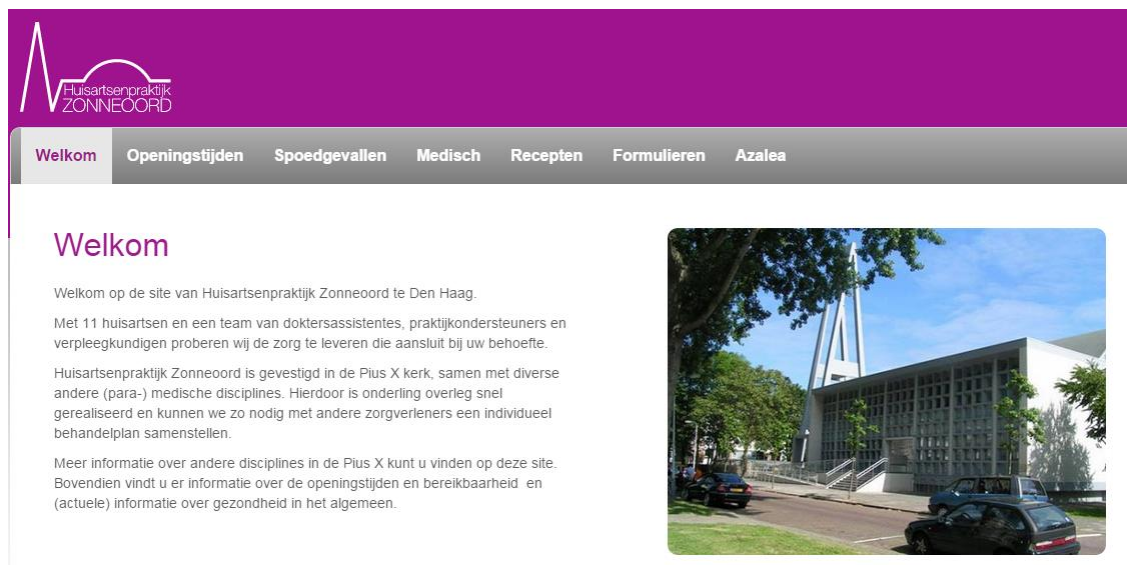 Huisartsenpraktijk
ZONNEOORD
Welkom Openingstijden Spoedgevallen Medisch Recepten Formulieren Azalea
Welkom
Welkom op de site van Huisartsenpraktijk Zonneoord te Den Haag.
Met 11 huisartsen en een team van doktersassistentes, praktijkondersteuners en
verpleegkundigen proberen wij de zorg te leveren die aansluit bij uw behoefte.
Huisartsenpraktijk Zonneoord is gevestigd in de Pius X kerk, samen met diverse
andere (para-) medische disciplines. Hierdoor is onderling overleg snel
gerealiseerd en kunnen we zo nodig met andere zorgverleners een individueel
behandelplan samenstellen.
Meer informatie over andere disciplines in de Pius X kunt u vinden op deze site.
Bovendien vindt u er informatie over de openingstijden en bereikbaarheid  en
(actuele) informatie over gezondheid in het algemeen.